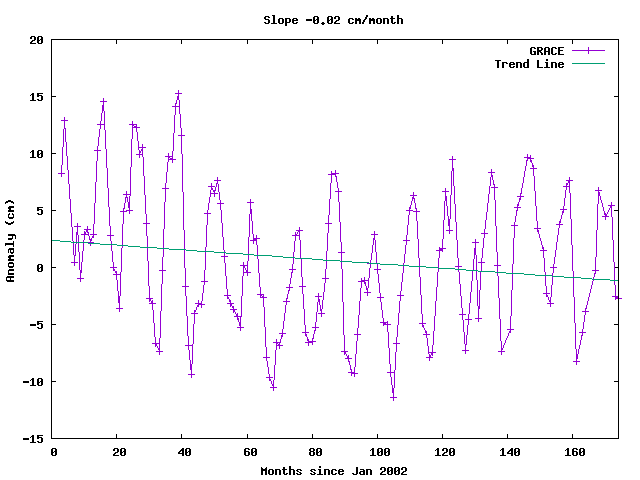 Slope -0.02 cm/month
GRACE
Trend Line
20
15
10
5
0
-5
-10
-15
Anomaly (cm)
0 20 40 60 80 100 120 140 160
Months since Jan 2002